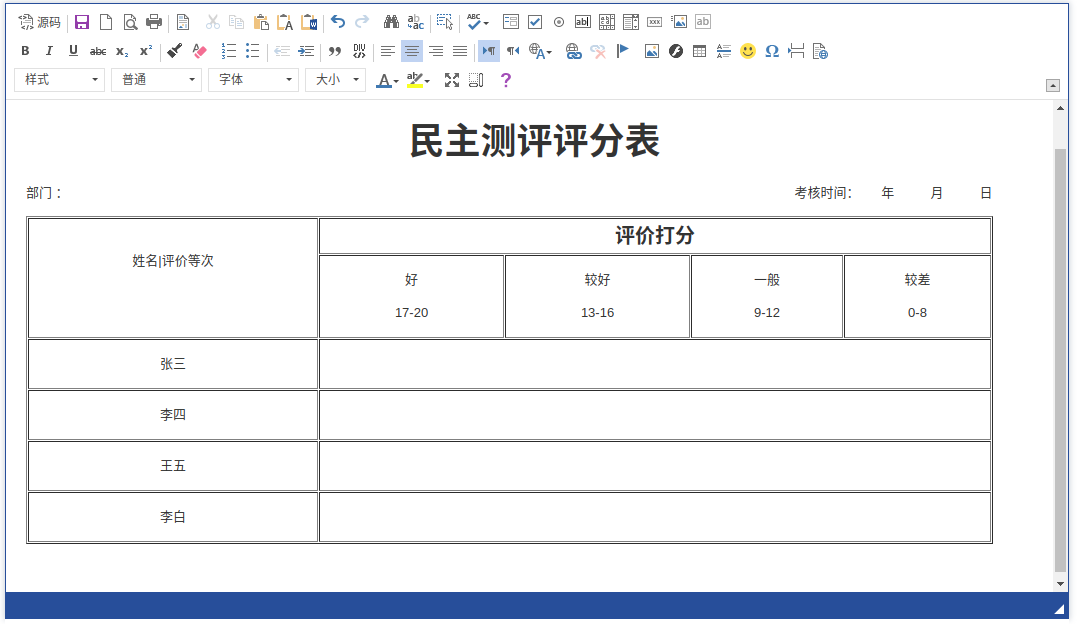 源码
B I U abc x₂ x²
样式 普通 字体 大小
民主测评评分表
部门： 考核时间： 年 月 日
姓名|评价等次
评价打分
好 较好 一般 较差
17-20 13-16 9-12 0-8
张三
李四
王五
李白